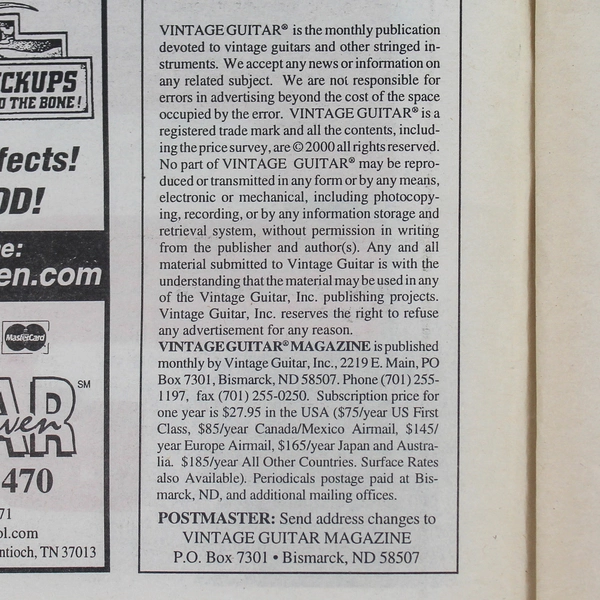 CKUPS
O THE BONE!
fects!
OD!
e:
en.com
MasterCard
AR
ven
SM
470
71
ol.com
ntioch, TN 37013
VINTAGE GUITAR® is the monthly publication
devoted to vintage guitars and other stringed in-
struments. We accept any news or information on
any related subject. We are not responsible for
errors in advertising beyond the cost of the space
occupied by the error. VINTAGE GUITAR® is a
registered trade mark and all the contents, includ-
ing the price survey, are © 2000 all rights reserved.
No part of VINTAGE GUITAR® may be repro-
duced or transmitted in any form or by any means,
electronic or mechanical, including photocopy-
ing, recording, or by any information storage and
retrieval system, without permission in writing
from the publisher and author(s). Any and all
material submitted to Vintage Guitar is with the
understanding that the material may be used in any
of the Vintage Guitar, Inc. publishing projects.
Vintage Guitar, Inc. reserves the right to refuse
any advertisement for any reason.
VINTAGE GUITAR® MAGAZINE is published
monthly by Vintage Guitar, Inc., 2219 E. Main, PO
Box 7301, Bismarck, ND 58507. Phone (701) 255-
1197, fax (701) 255-0250. Subscription price for
one year is $27.95 in the USA ($75/year US First
Class, $85/year Canada/Mexico Airmail, $145/
year Europe Airmail, $165/year Japan and Austra-
lia. $185/year All Other Countries. Surface Rates
also Available). Periodicals postage paid at Bis-
marck, ND, and additional mailing offices.
POSTMASTER: Send address changes to
VINTAGE GUITAR MAGAZINE
P.O. Box 7301 • Bismarck, ND 58507